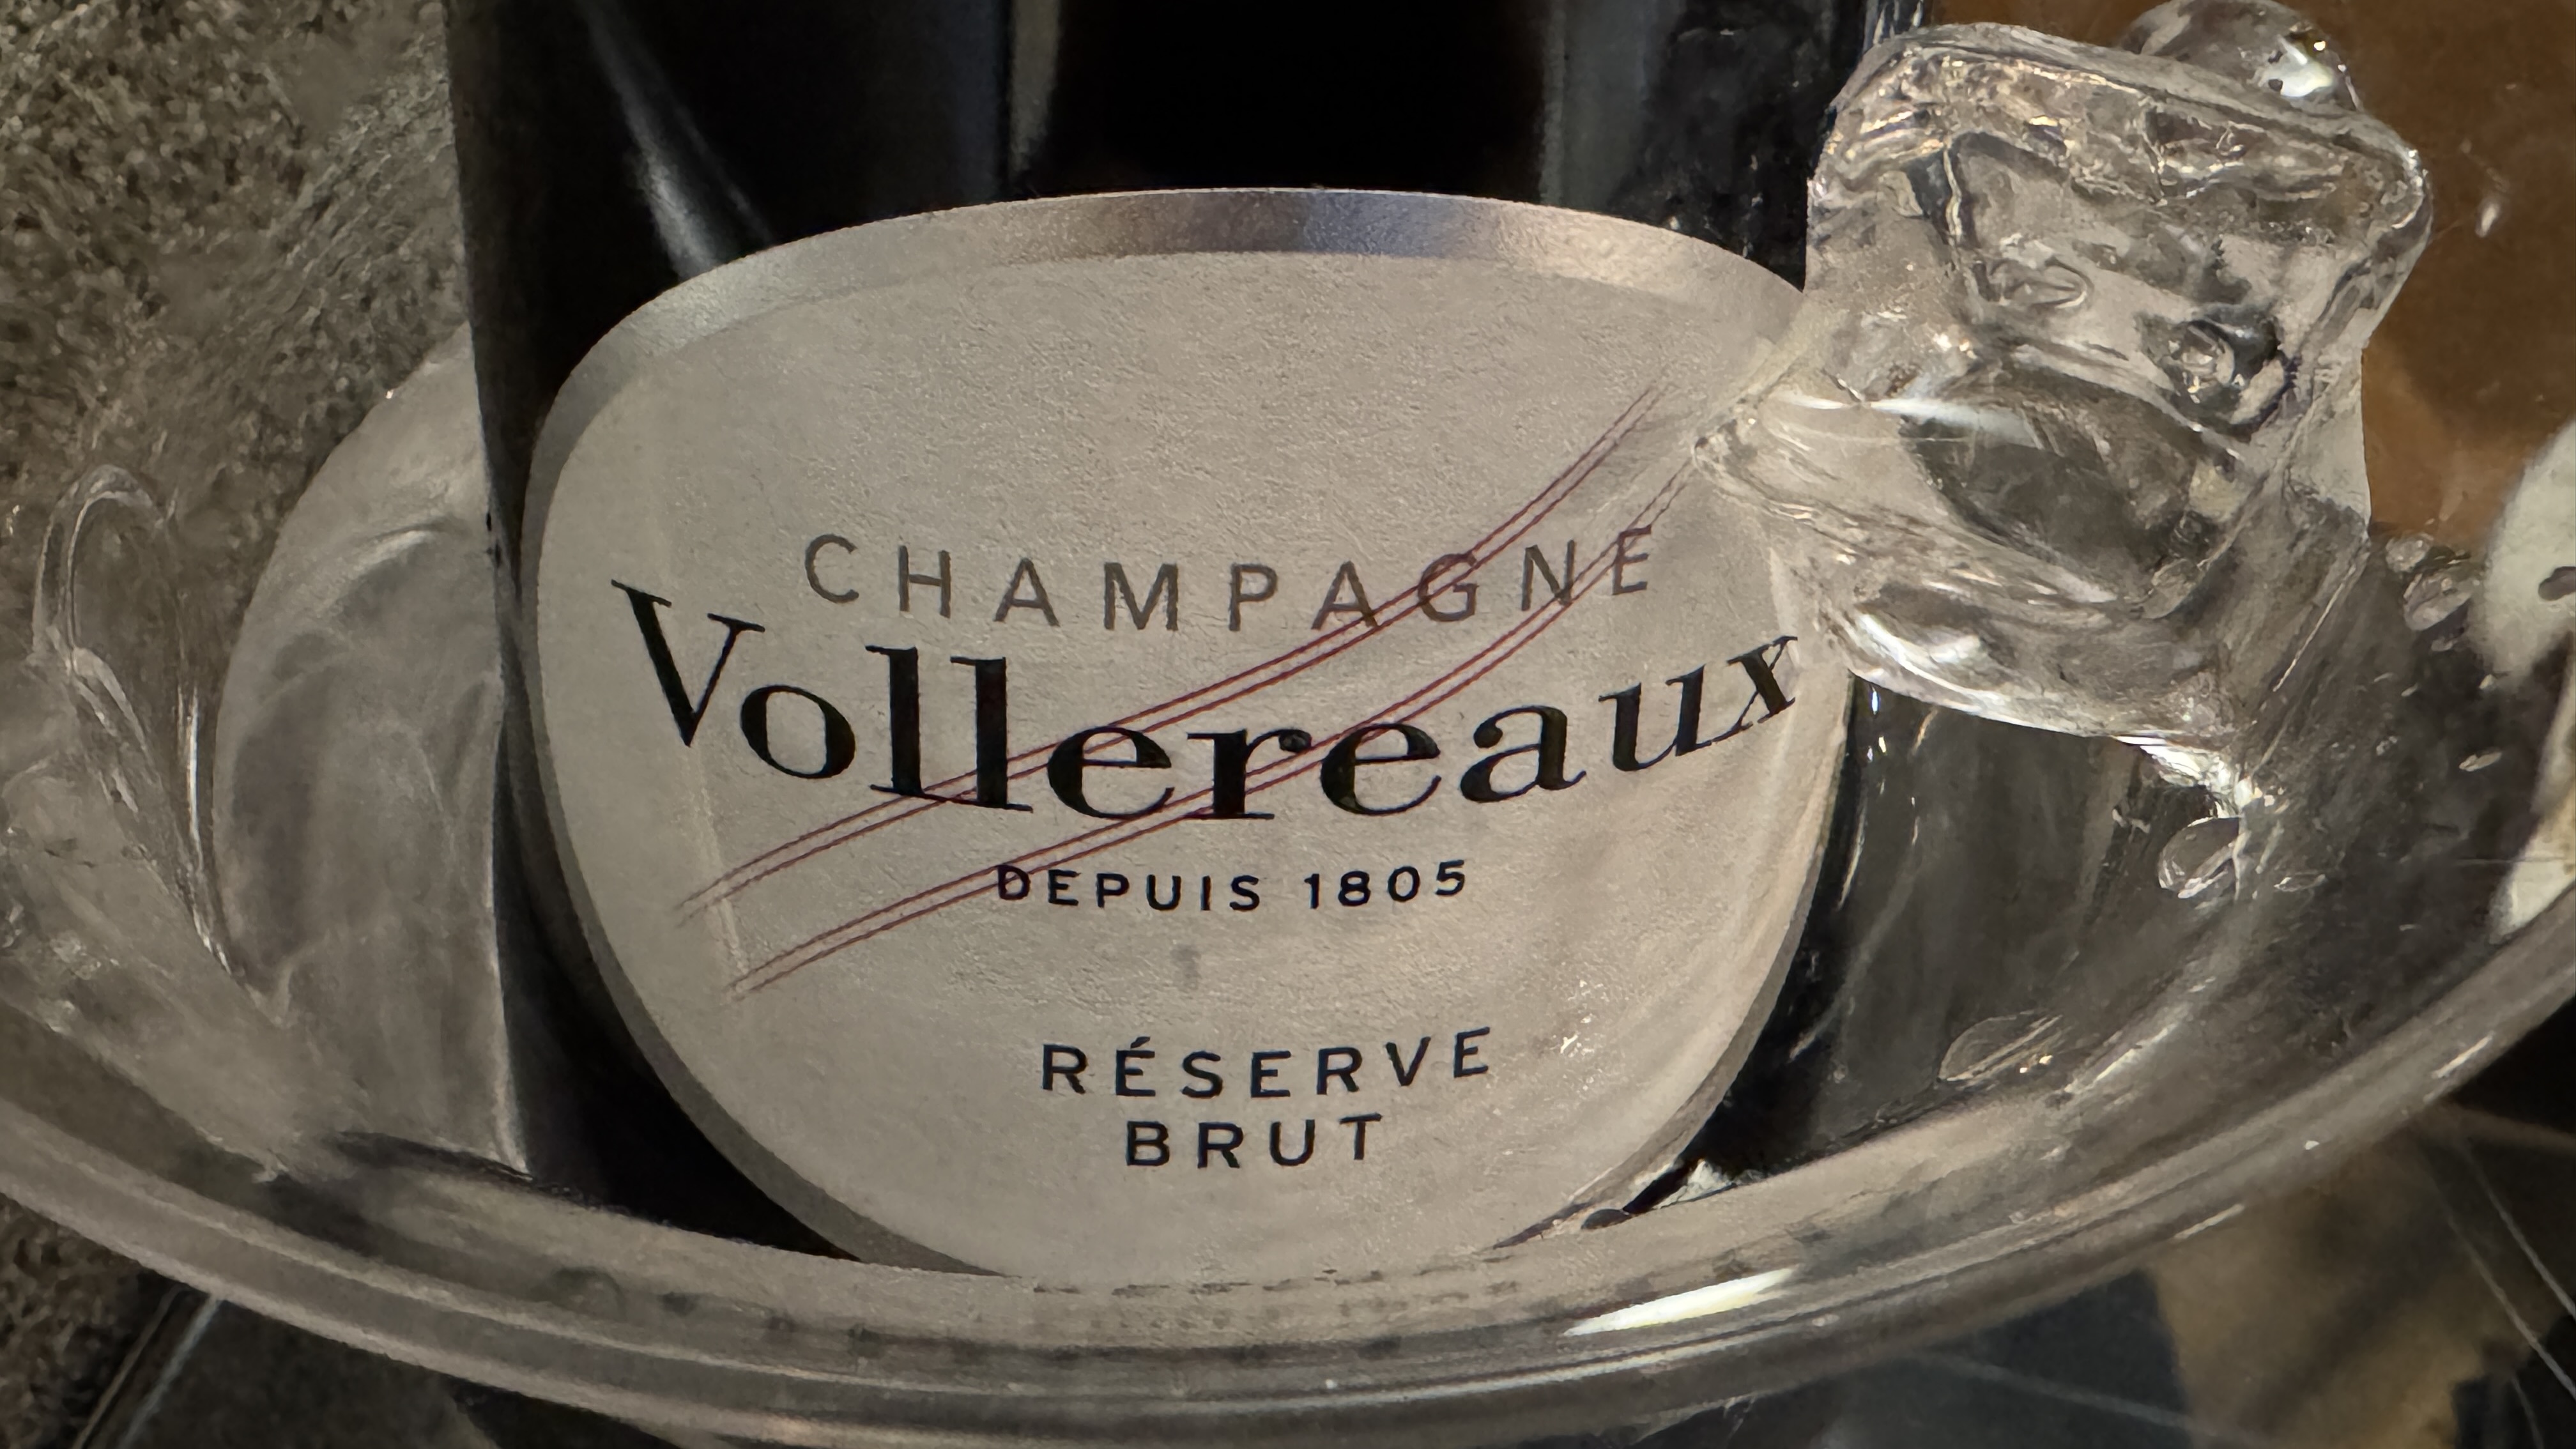 CHAMPAGNE
Vollereaux
DEPUIS 1805
RÉSERVE
BRUT